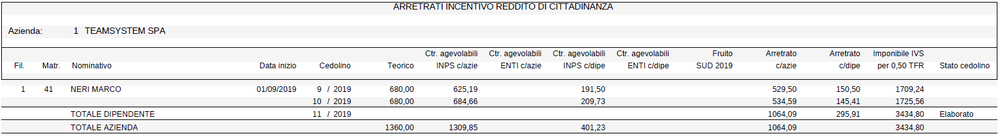 ARRETRATI INCENTIVO REDDITO DI CITTADINANZA
Azienda: 1 TEAMSYSTEM SPA
Ctr. agevolabili Ctr. agevolabili Ctr. agevolabili Ctr. agevolabili Fruito Arretrato Arretrato Imponibile IVS
Fil. Matr. Nominativo Data inizio Cedolino Teorico INPS c/azie ENTI c/azie INPS c/dipe ENTI c/dipe SUD 2019 c/azie c/dipe per 0,50 TFR Stato cedolino
1 41 NERI MARCO 01/09/2019 9 / 2019 680,00 625,19 191,50 529,50 150,50 1709,24
10 / 2019 680,00 684,66 209,73 534,59 145,41 1725,56
TOTALE DIPENDENTE 11 / 2019 1064,09 295,91 3434,80 Elaborato
TOTALE AZIENDA 1360,00 1309,85 401,23 1064,09 3434,80